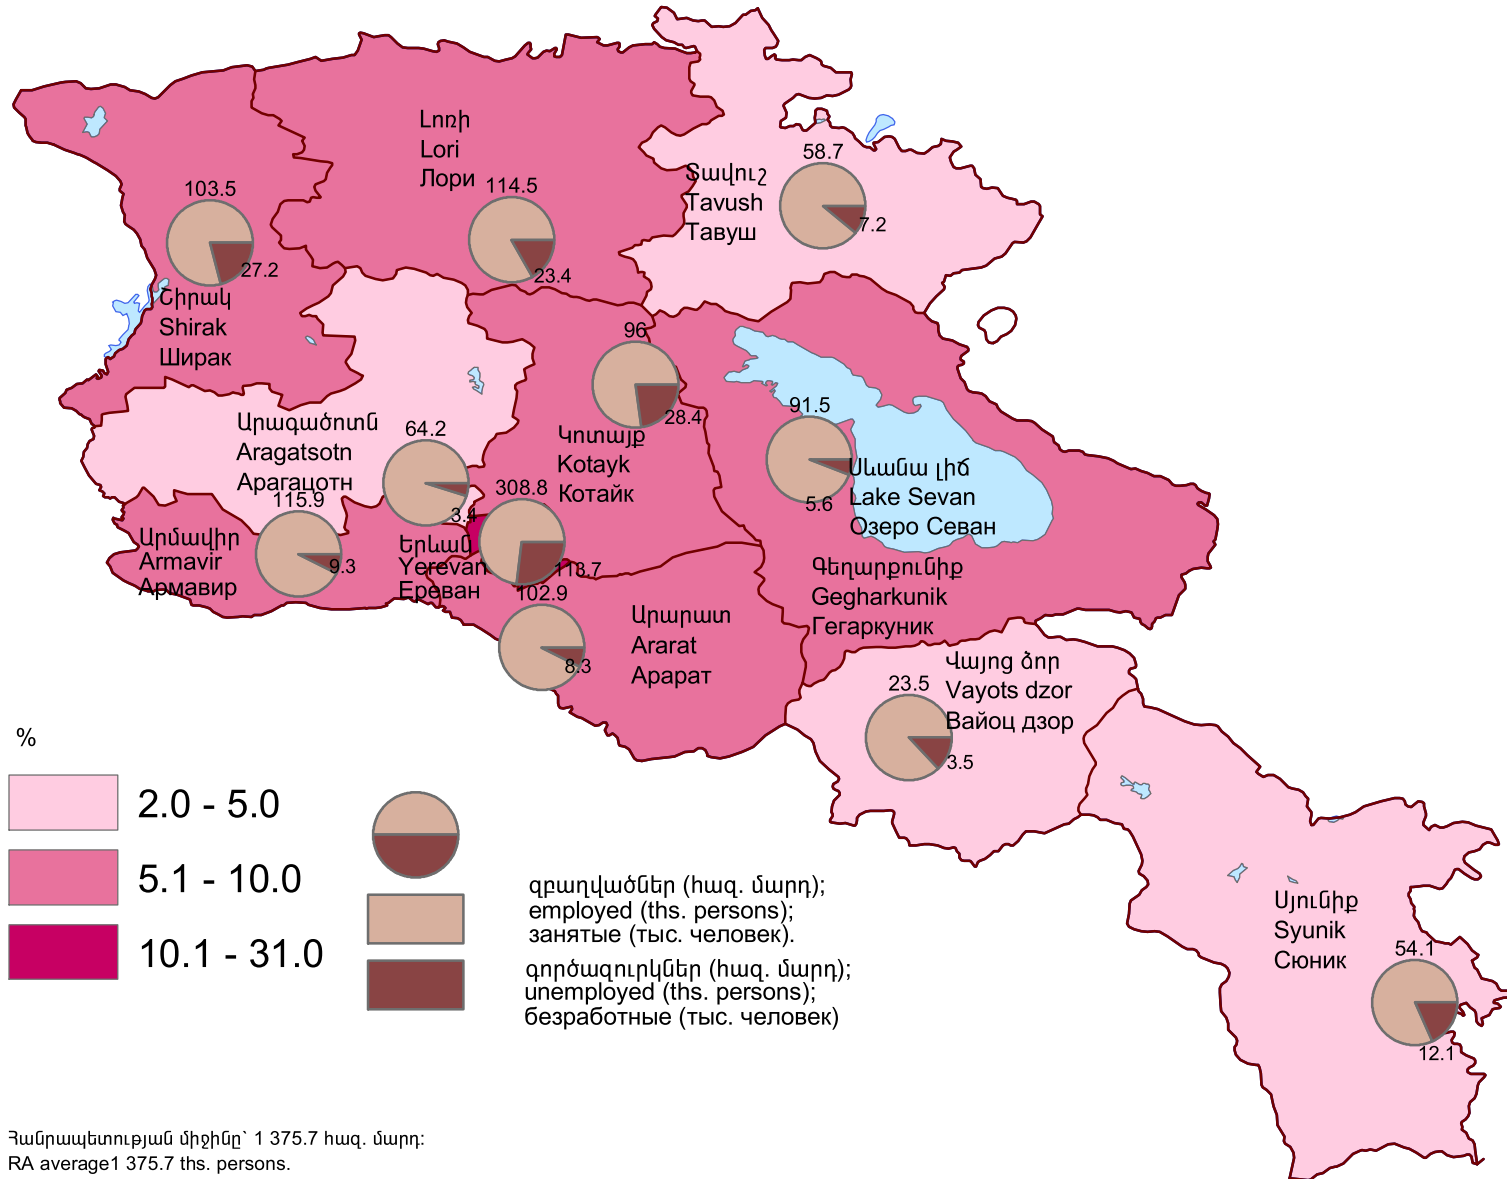 Լոռի
Lori
Лори
114.5
23.4
58.7
Տավուշ
Tavush
Тавуш
7.2
103.5
27.2
Շիրակ
Shirak
Ширак
96
28.4
Կոտայք
Kotayk
Котайк
91.5
5.6
Սևանա լիճ
Lake Sevan
Озеро Севан
Արագածոտն
Aragatsotn
Арагацотн
64.2
3.4
115.9
9.3
Արմավիր
Armavir
Армавир
308.8
113.7
Երևան
Yerevan
Ереван
102.9
8.3
Արարատ
Ararat
Арарат
Գեղարքունիք
Gegharkunik
Гегаркуник
Վայոց ձոր
Vayots dzor
Вайоц дзор
23.5
3.5
Սյունիք
Syunik
Сюник
54.1
12.1
%
2.0 - 5.0
5.1 - 10.0
10.1 - 31.0
զբաղվածներ (հազ. մարդ);
employed (ths. persons);
занятые (тыс. человек).
գործազուրկներ (հազ. մարդ);
unemployed (ths. persons);
безработные (тыс. человек)
Հանրապետության միջինը` 1 375.7 հազ. մարդ:
RA average1 375.7 ths. persons.